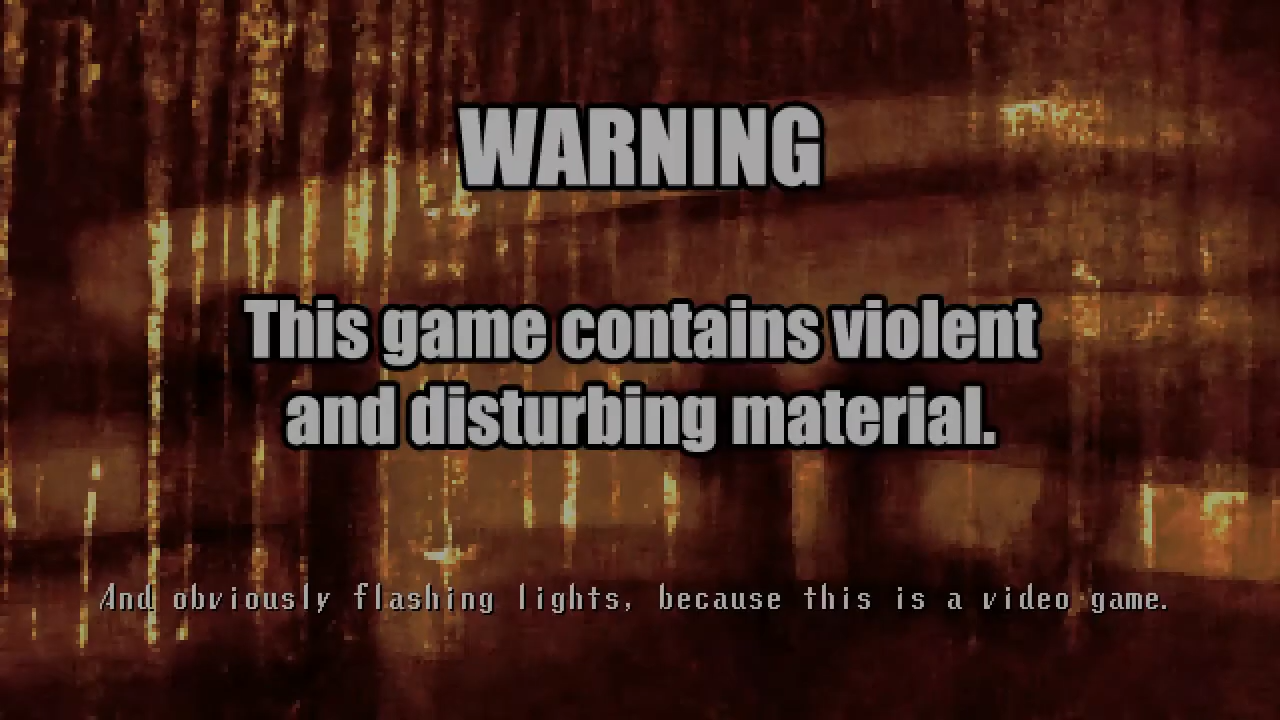 WARNING
This game contains violent
and disturbing material.
And obviously flashing lights, because this is a video game.